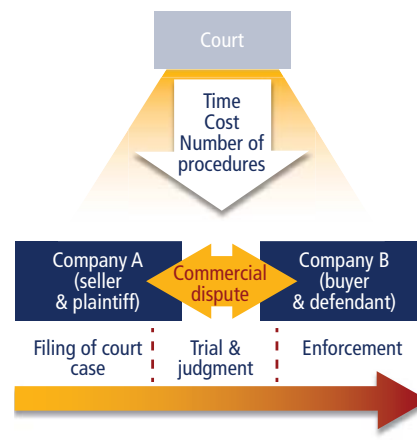 Court
Time
Cost
Number of
procedures
Company A
(seller
& plaintiff)
Commercial
dispute
Company B
(buyer
& defendant)
Filing of court
case
Trial &
judgment
Enforcement